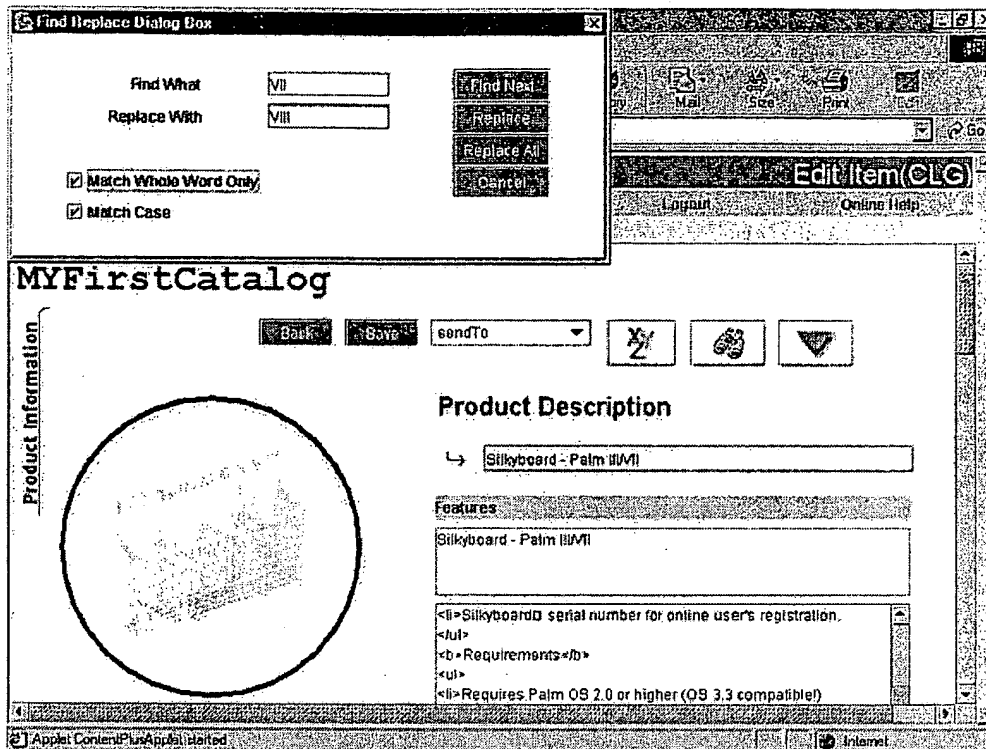 Find Replace Dialog Box
Find What VII Find Next
Replace With VIII Replace
Replace All
Match Whole Word Only Cancel
Match Case
Mail Size Print Edit
Go
Edit Item(CLG)
Logout Online Help
MYFirstCatalog
Product Information
Back Save sendTo
Product Description
Silkyboard - Palm III/VII
Features
Silkyboard - Palm III/VII
<li>Silkyboard serial number for online user's registration.
</ul>
<b>Requirements</b>
<ul>
<li>Requires Palm OS 2.0 or higher (OS 3.3 compatible!)
Applet ContentPlusApplet started Internet